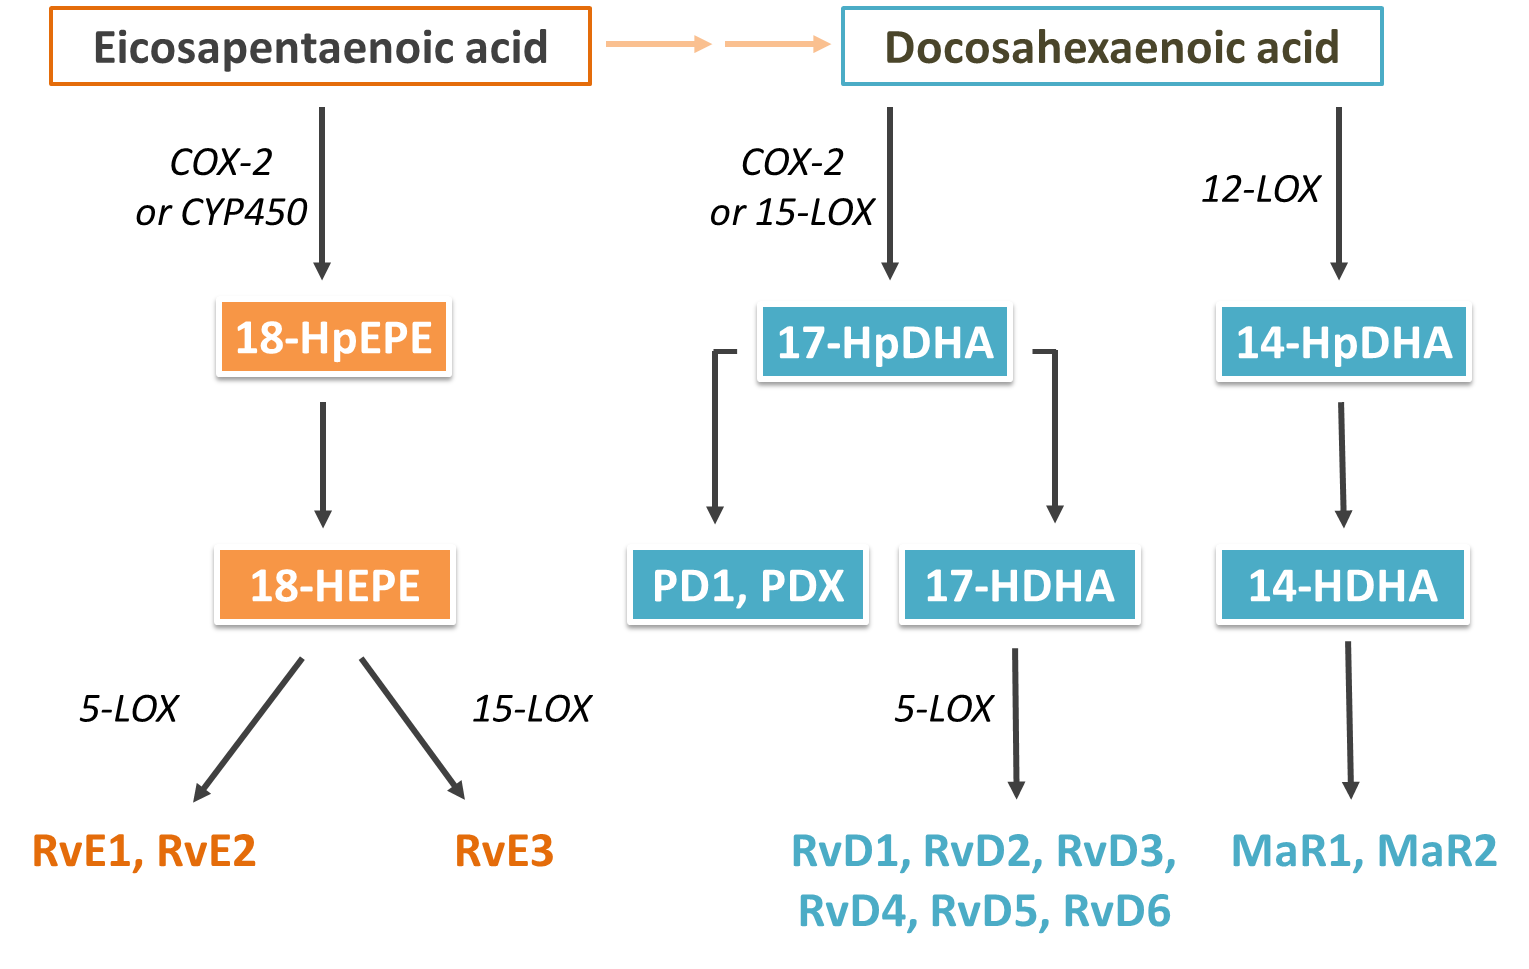 Eicosapentaenoic acid
Docosahexaenoic acid
COX-2
or CYP450
COX-2
or 15-LOX
12-LOX
18-HpEPE
17-HpDHA
14-HpDHA
18-HEPE
PD1, PDX
17-HDHA
14-HDHA
5-LOX
15-LOX
5-LOX
RvE1, RvE2
RvE3
RvD1, RvD2, RvD3,
RvD4, RvD5, RvD6
MaR1, MaR2